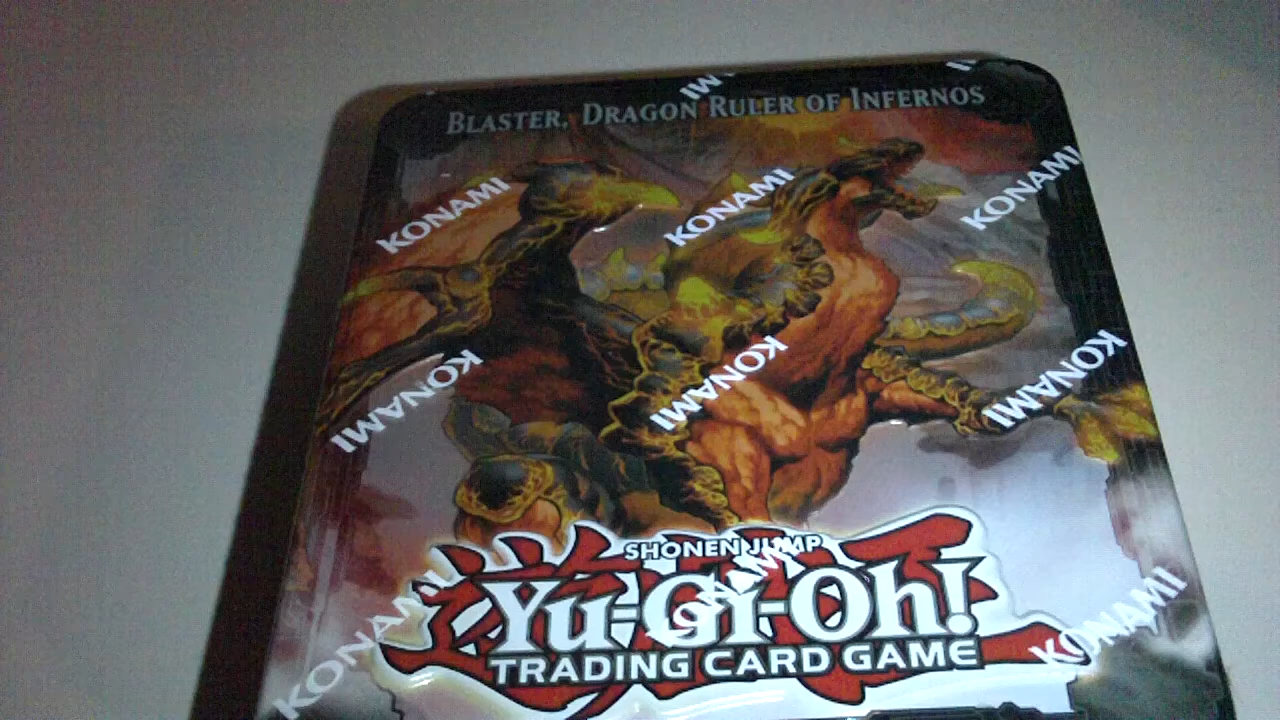 BLASTER, DRAGON RULER OF INFERNOS
KONAMI
KONAMI
KONAMI
KONAMI
KONAMI
KONAMI
SHONEN JUMP
YU-GI-OH!
TRADING CARD GAME
KONAMI
KONAMI
KONAMI